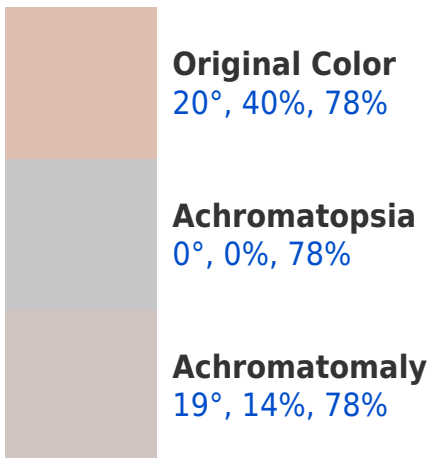 Original Color
20°, 40%, 78%
Achromatopsia
0°, 0%, 78%
Achromatomaly
19°, 14%, 78%